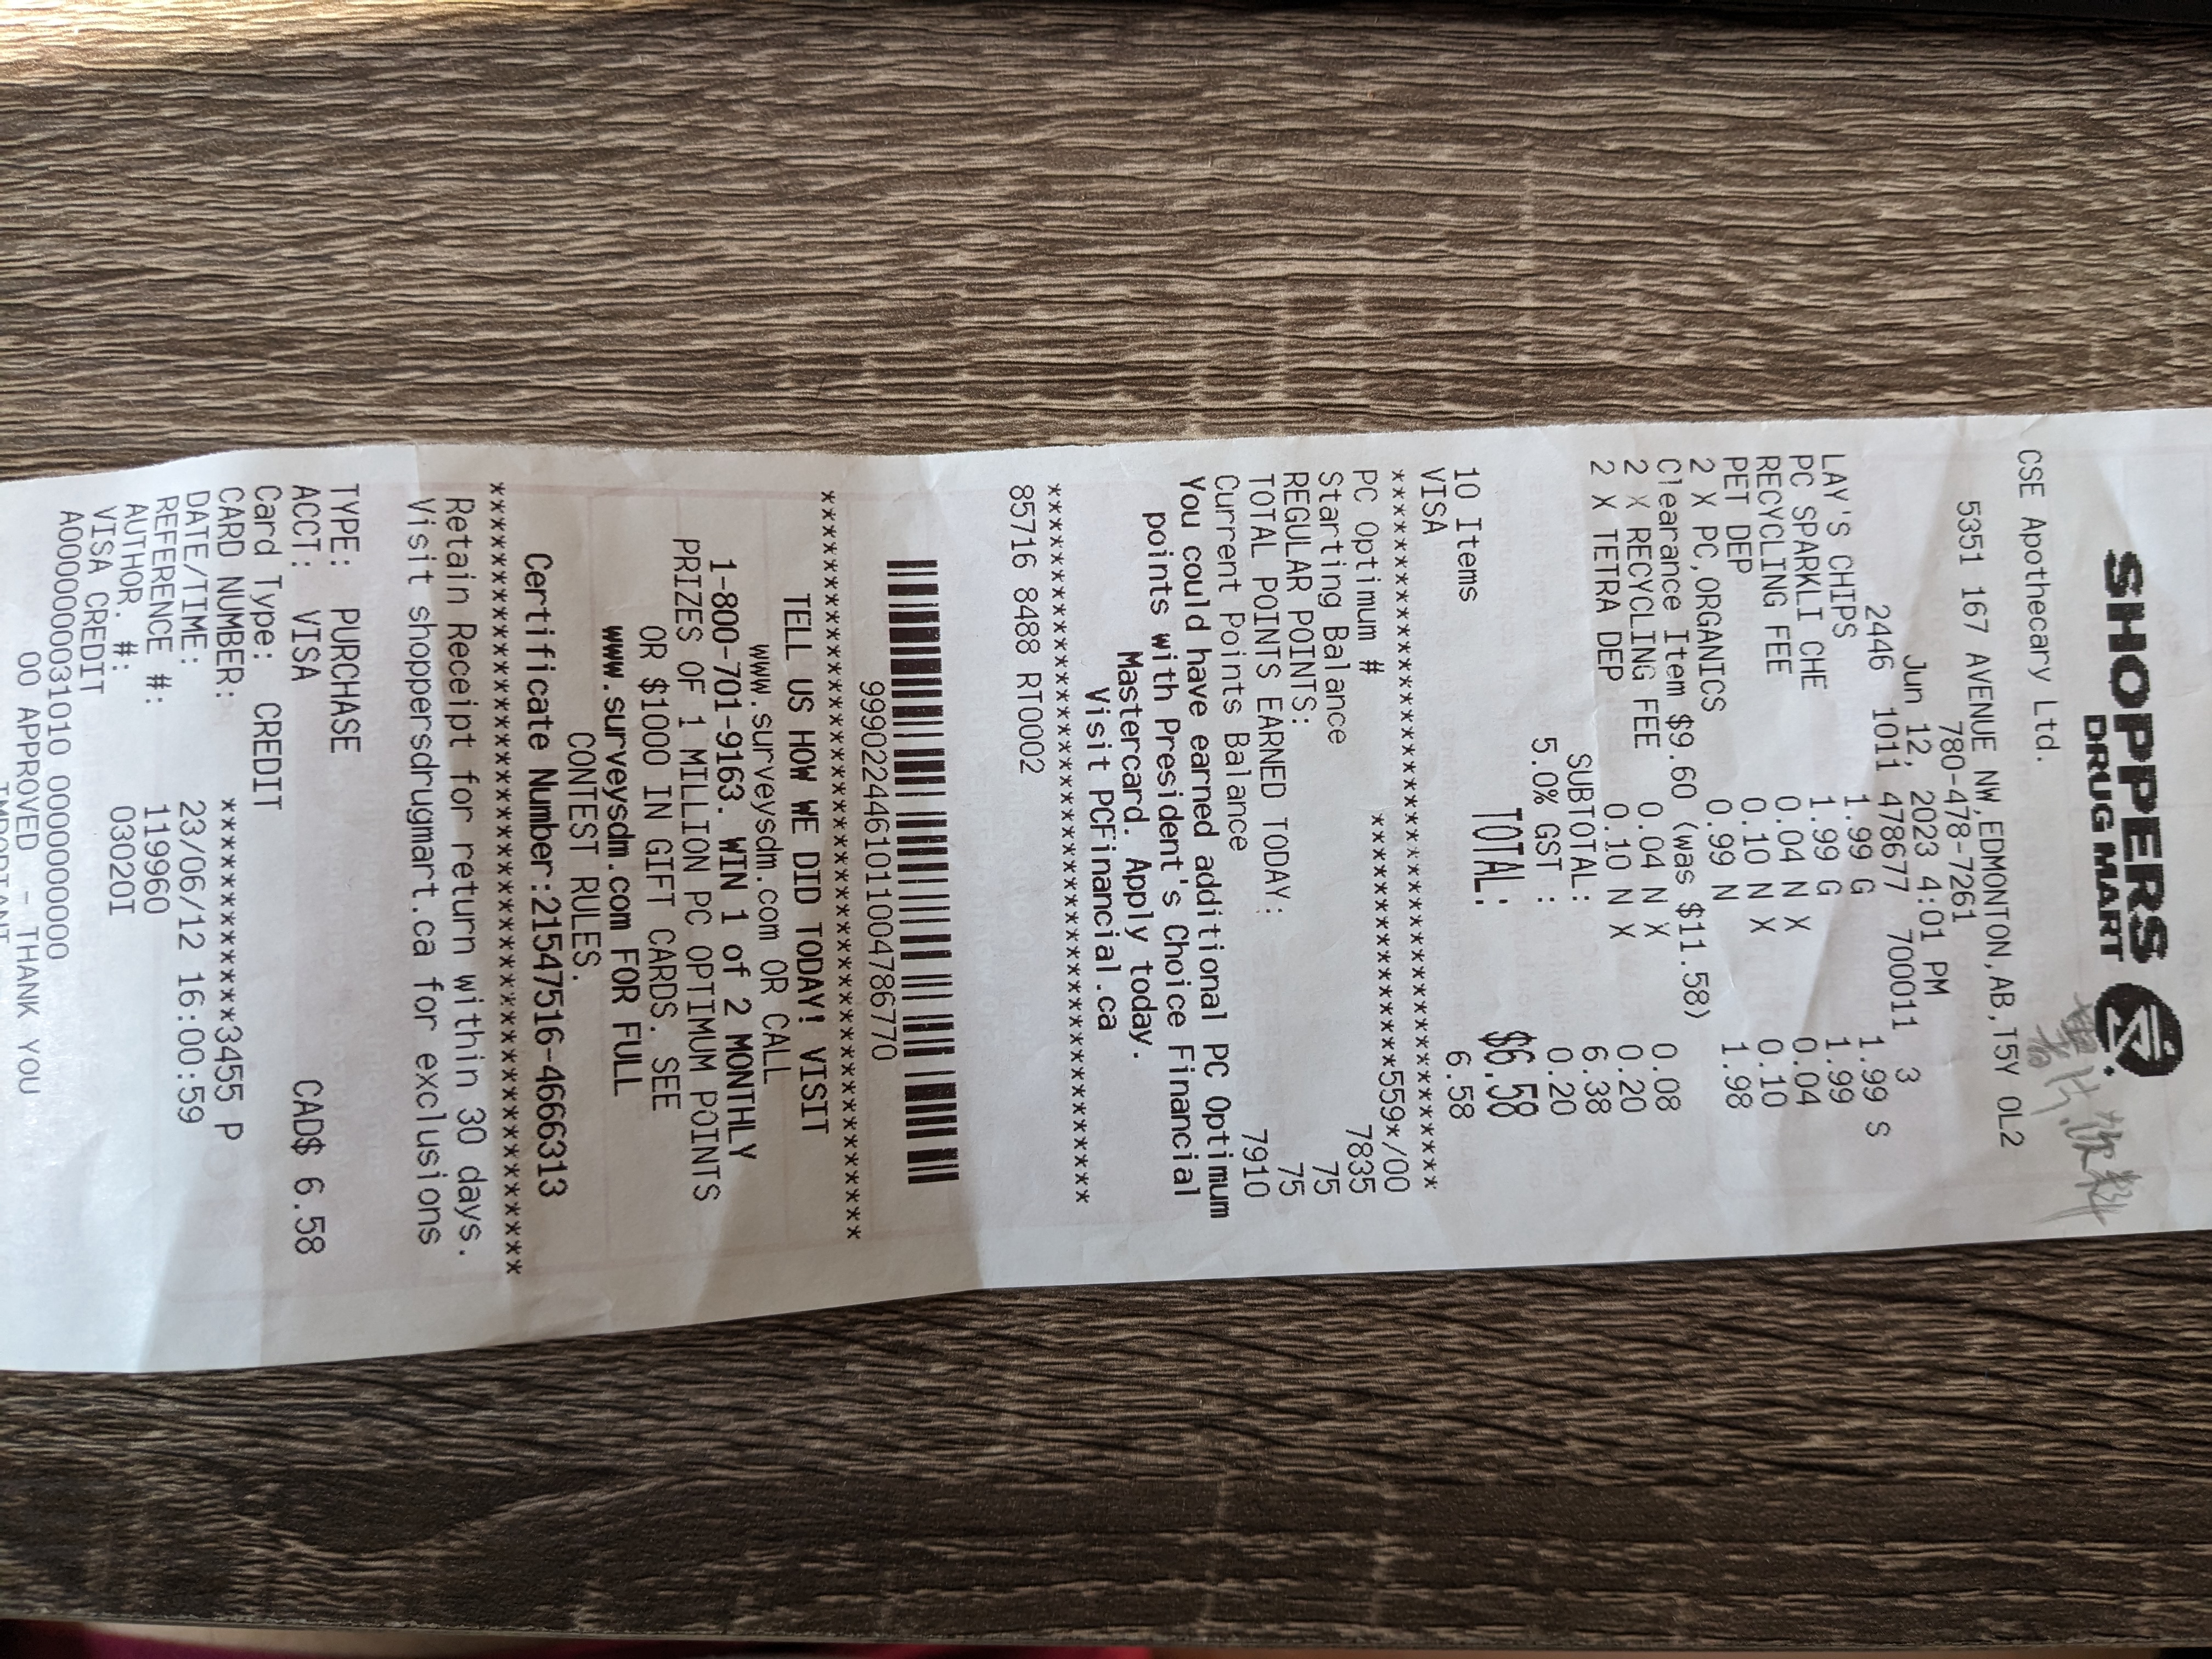 SHOPPERS
DRUG MART
薯片,饮料
CSE Apothecary Ltd.
5351 167 AVENUE NW,EDMONTON,AB,T5Y 0L2
780-478-7261
Jun 12, 2023 4:01 PM
2446 1011 478677 700011 3
LAY'S CHIPS 1.99 G 1.99 S
PC SPARKLI CHE 1.99 G 1.99
RECYCLING FEE 0.04 N X 0.04
PET DEP 0.10 N X 0.10
2 X PC,ORGANICS 0.99 N 1.98
Clearance Item $9.60 (was $11.58)
2 X RECYCLING FEE 0.04 N X 0.08
2 X TETRA DEP 0.10 N X 0.20
SUBTOTAL: 6.38
5.0% GST : 0.20
TOTAL: $6.58
10 Items
VISA 6.58
****************************************
PC Optimum # *************559*/00
Starting Balance 7835
REGULAR POINTS: 75
TOTAL POINTS EARNED TODAY: 75
Current Points Balance 7910
You could have earned additional PC Optimum
points with President's Choice Financial
Mastercard. Apply today.
Visit PCFinancial.ca
****************************************
85716 8488 RT0002
9990224461011004786770
****************************************
TELL US HOW WE DID TODAY! VISIT
www.surveysdm.com OR CALL
1-800-701-9163. WIN 1 of 2 MONTHLY
PRIZES OF 1 MILLION PC OPTIMUM POINTS
OR $1000 IN GIFT CARDS. SEE
www.surveysdm.com FOR FULL
CONTEST RULES.
Certificate Number:21547516-4666313
****************************************
Retain Receipt for return within 30 days.
Visit shoppersdrugmart.ca for exclusions
TYPE: PURCHASE
ACCT: VISA CAD$ 6.58
Card Type: CREDIT
CARD NUMBER: ************3455 P
DATE/TIME: 23/06/12 16:00:59
REFERENCE #: 119960
AUTHOR. #: 03020I
VISA CREDIT
A0000000031010 0000000000
00 APPROVED - THANK YOU
IMPORTANT